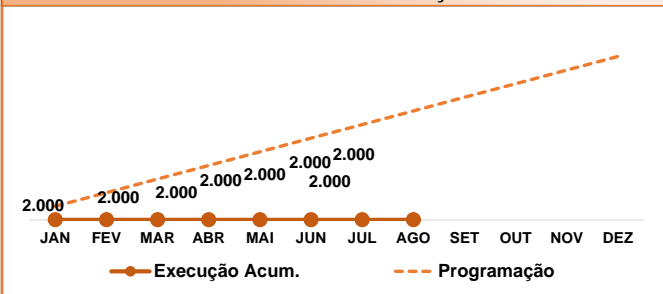 2.000 2.000 2.000 2.000 2.000 2.000 2.000 2.000
JAN FEV MAR ABR MAI JUN JUL AGO SET OUT NOV DEZ
Execução Acum. Programação